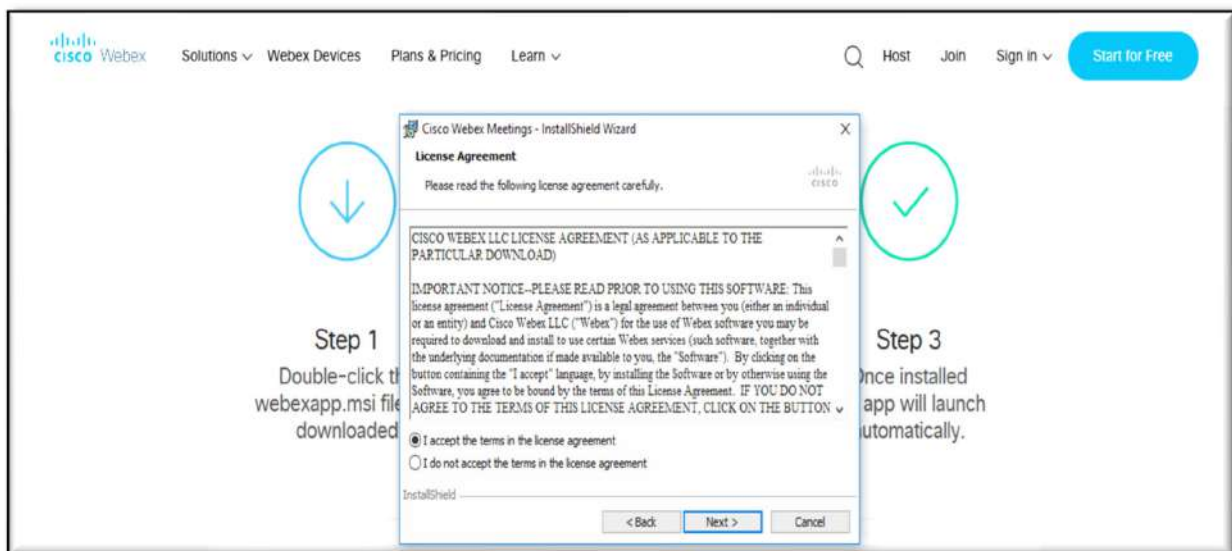 CISCO Webex
Solutions Webex Devices Plans & Pricing Learn Host Join Sign in Start for Free
Cisco Webex Meetings - InstallShield Wizard X
License Agreement
Please read the following license agreement carefully.
CISCO
CISCO WEBEX LLC LICENSE AGREEMENT (AS APPLICABLE TO THE
PARTICULAR DOWNLOAD)
IMPORTANT NOTICE--PLEASE READ PRIOR TO USING THIS SOFTWARE: This
license agreement ("License Agreement") is a legal agreement between you (either an individual
or an entity) and Cisco Webex LLC ("Webex") for the use of Webex software you may be
required to download and install to use certain Webex services (such software, together with
the underlying documentation if made available to you, the "Software"). By clicking on the
button containing the "I accept" language, by installing the Software or by otherwise using the
Software, you agree to be bound by the terms of this License Agreement. IF YOU DO NOT
AGREE TO THE TERMS OF THIS LICENSE AGREEMENT, CLICK ON THE BUTTON
I accept the terms in the license agreement
I do not accept the terms in the license agreement
InstallShield
< Back Next > Cancel
Step 1
Double-click th
webexapp.msi file
downloaded
Step 3
Once installed
app will launch
automatically.